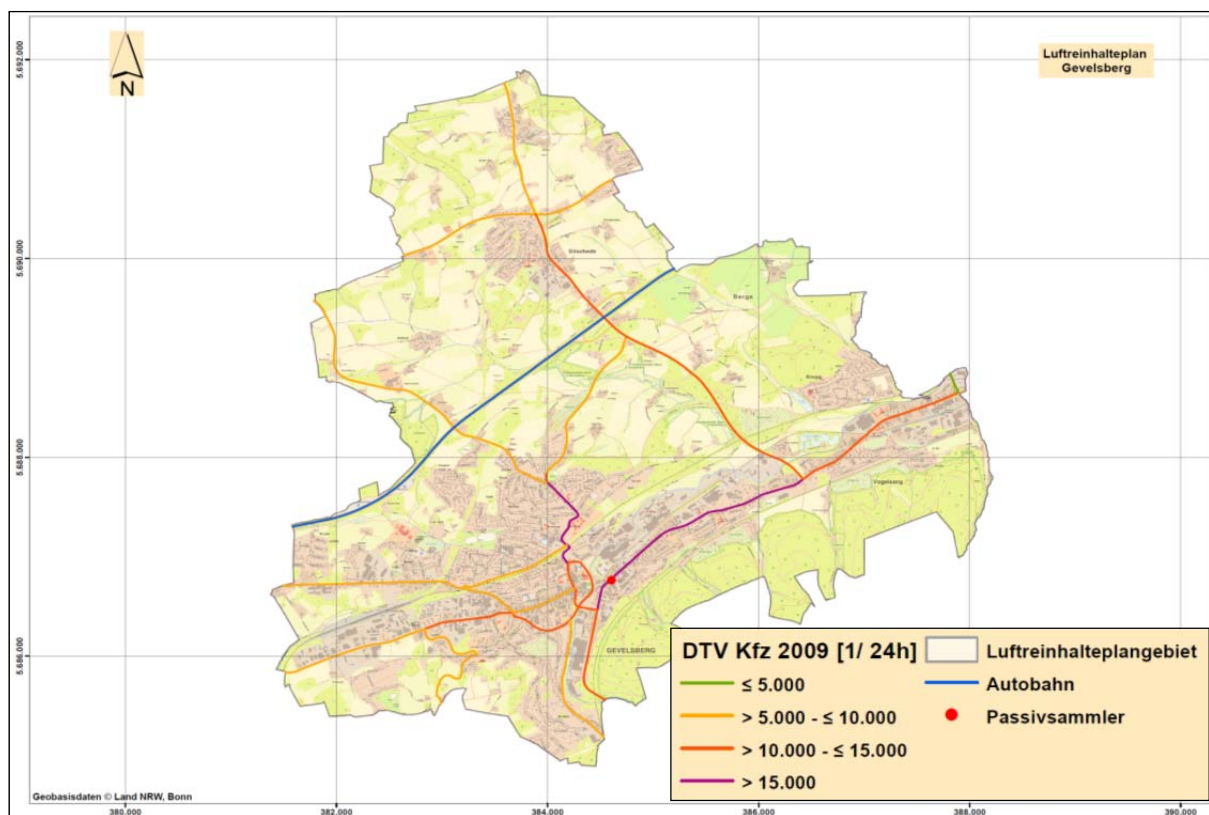 5.692.000
Luftreinhalteplan
Gevelsberg
N
5.690.000
Silschede
Berge
Knapp
5.688.000
Vogelsang
5.686.000
GEVELSBERG
DTV Kfz 2009 [1/ 24h]
≤ 5.000
> 5.000 - ≤ 10.000
> 10.000 - ≤ 15.000
> 15.000
Luftreinhalteplangebiet
Autobahn
Passivsammler
Geobasisdaten © Land NRW, Bonn
380.000
382.000
384.000
386.000
388.000
390.000